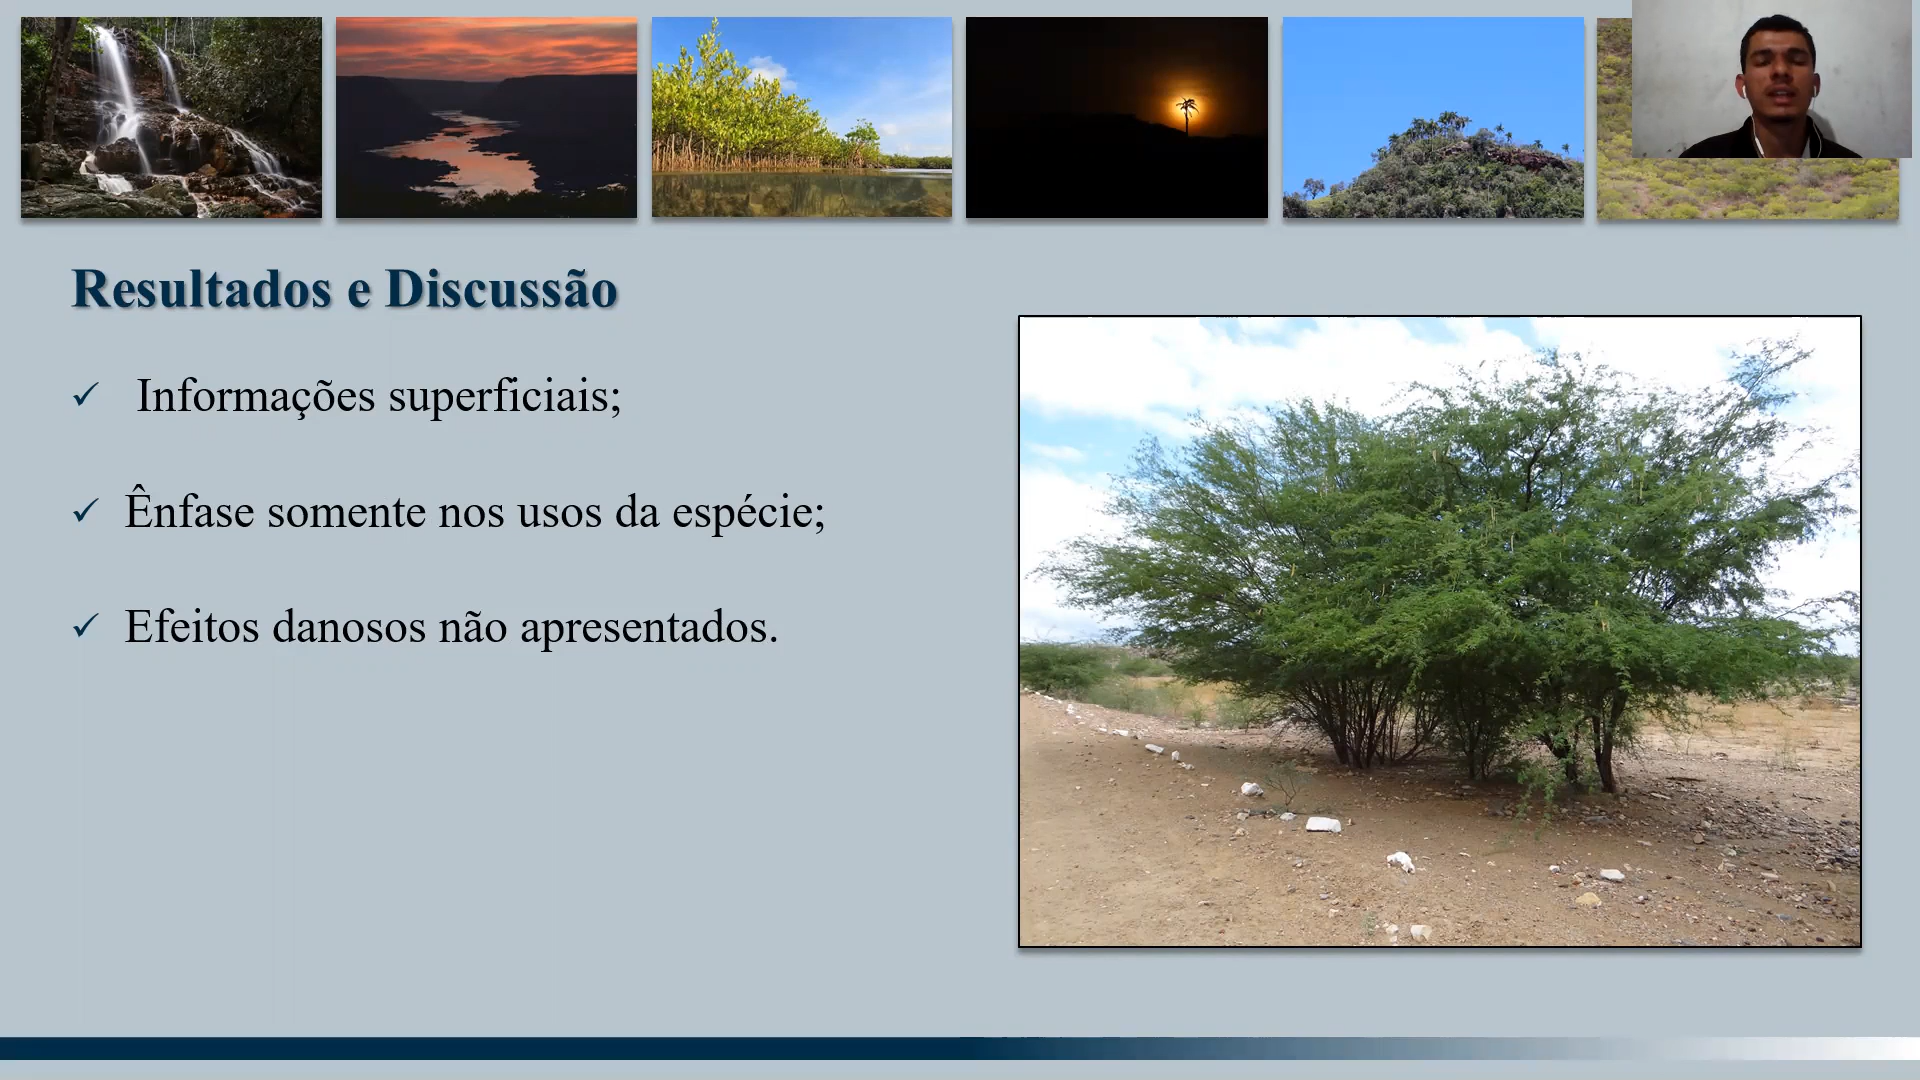 Resultados e Discussão
✓ Informações superficiais;
✓ Ênfase somente nos usos da espécie;
✓ Efeitos danosos não apresentados.